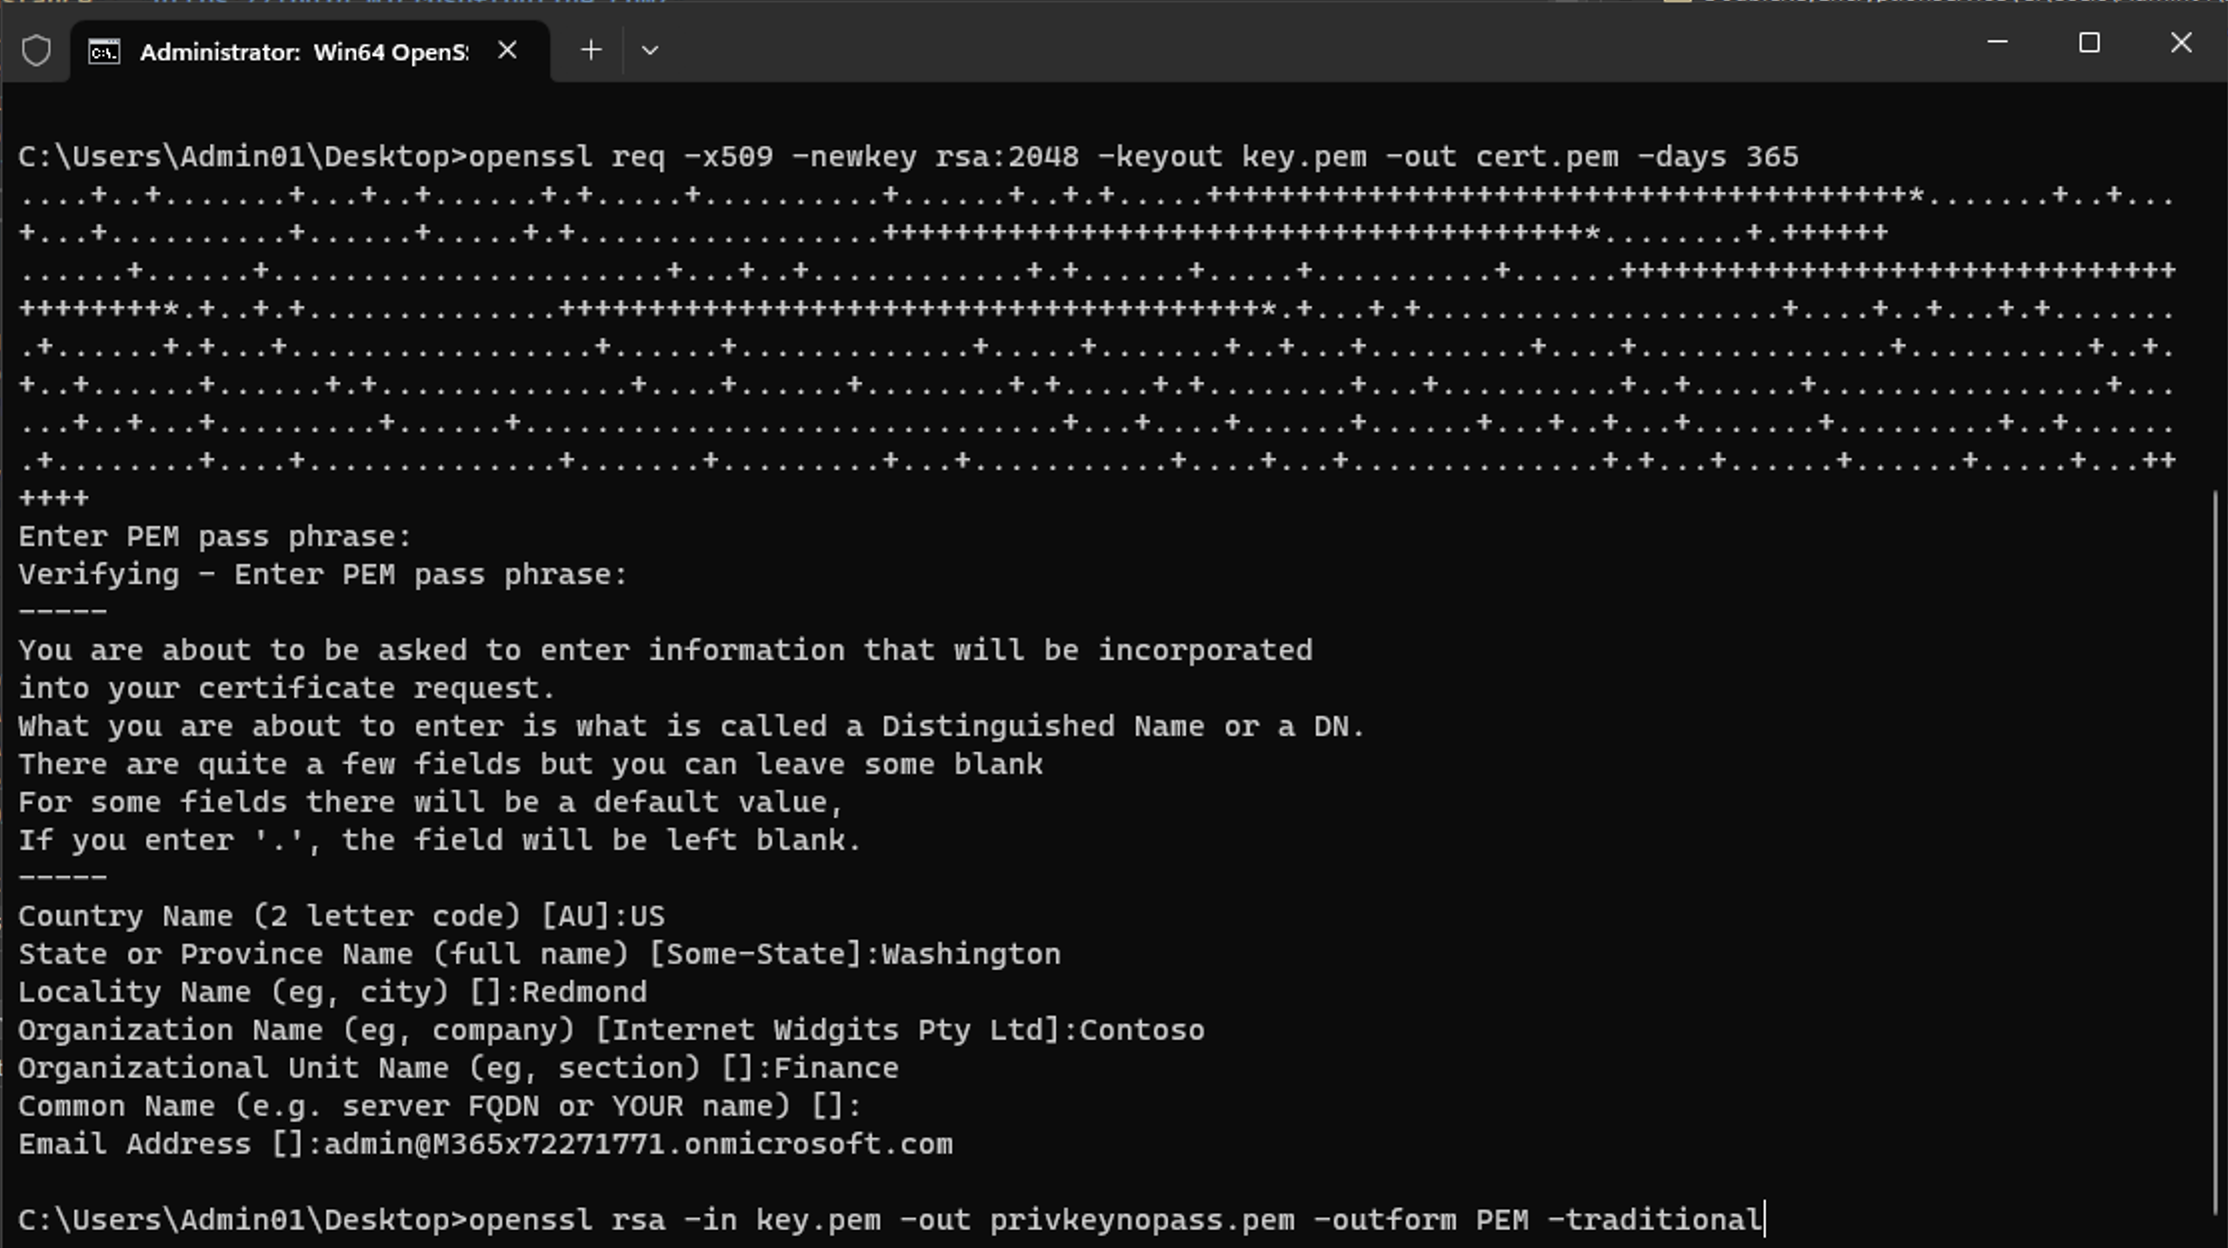 Administrator: Win64 OpenS
C:\Users\Admin01\Desktop>openssl req -x509 -newkey rsa:2048 -keyout key.pem -out cert.pem -days 365
Enter PEM pass phrase:
Verifying - Enter PEM pass phrase:
-----
You are about to be asked to enter information that will be incorporated
into your certificate request.
What you are about to enter is what is called a Distinguished Name or a DN.
There are quite a few fields but you can leave some blank
For some fields there will be a default value,
If you enter '.', the field will be left blank.
-----
Country Name (2 letter code) [AU]:US
State or Province Name (full name) [Some-State]:Washington
Locality Name (eg, city) []:Redmond
Organization Name (eg, company) [Internet Widgits Pty Ltd]:Contoso
Organizational Unit Name (eg, section) []:Finance
Common Name (e.g. server FQDN or YOUR name) []:
Email Address []:admin@M365x72271771.onmicrosoft.com
C:\Users\Admin01\Desktop>openssl rsa -in key.pem -out privkeynopass.pem -outform PEM -traditional